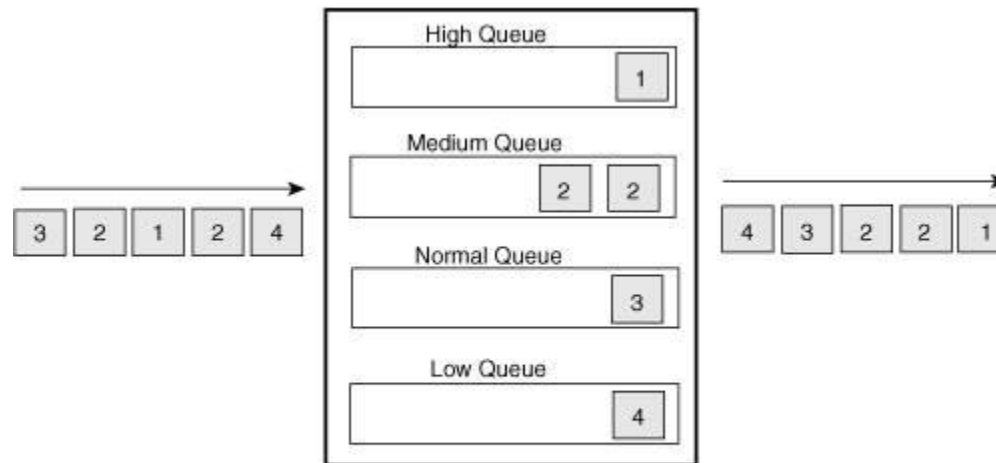 High Queue
1
Medium Queue
2 2
3 2 1 2 4
4 3 2 2 1
Normal Queue
3
Low Queue
4